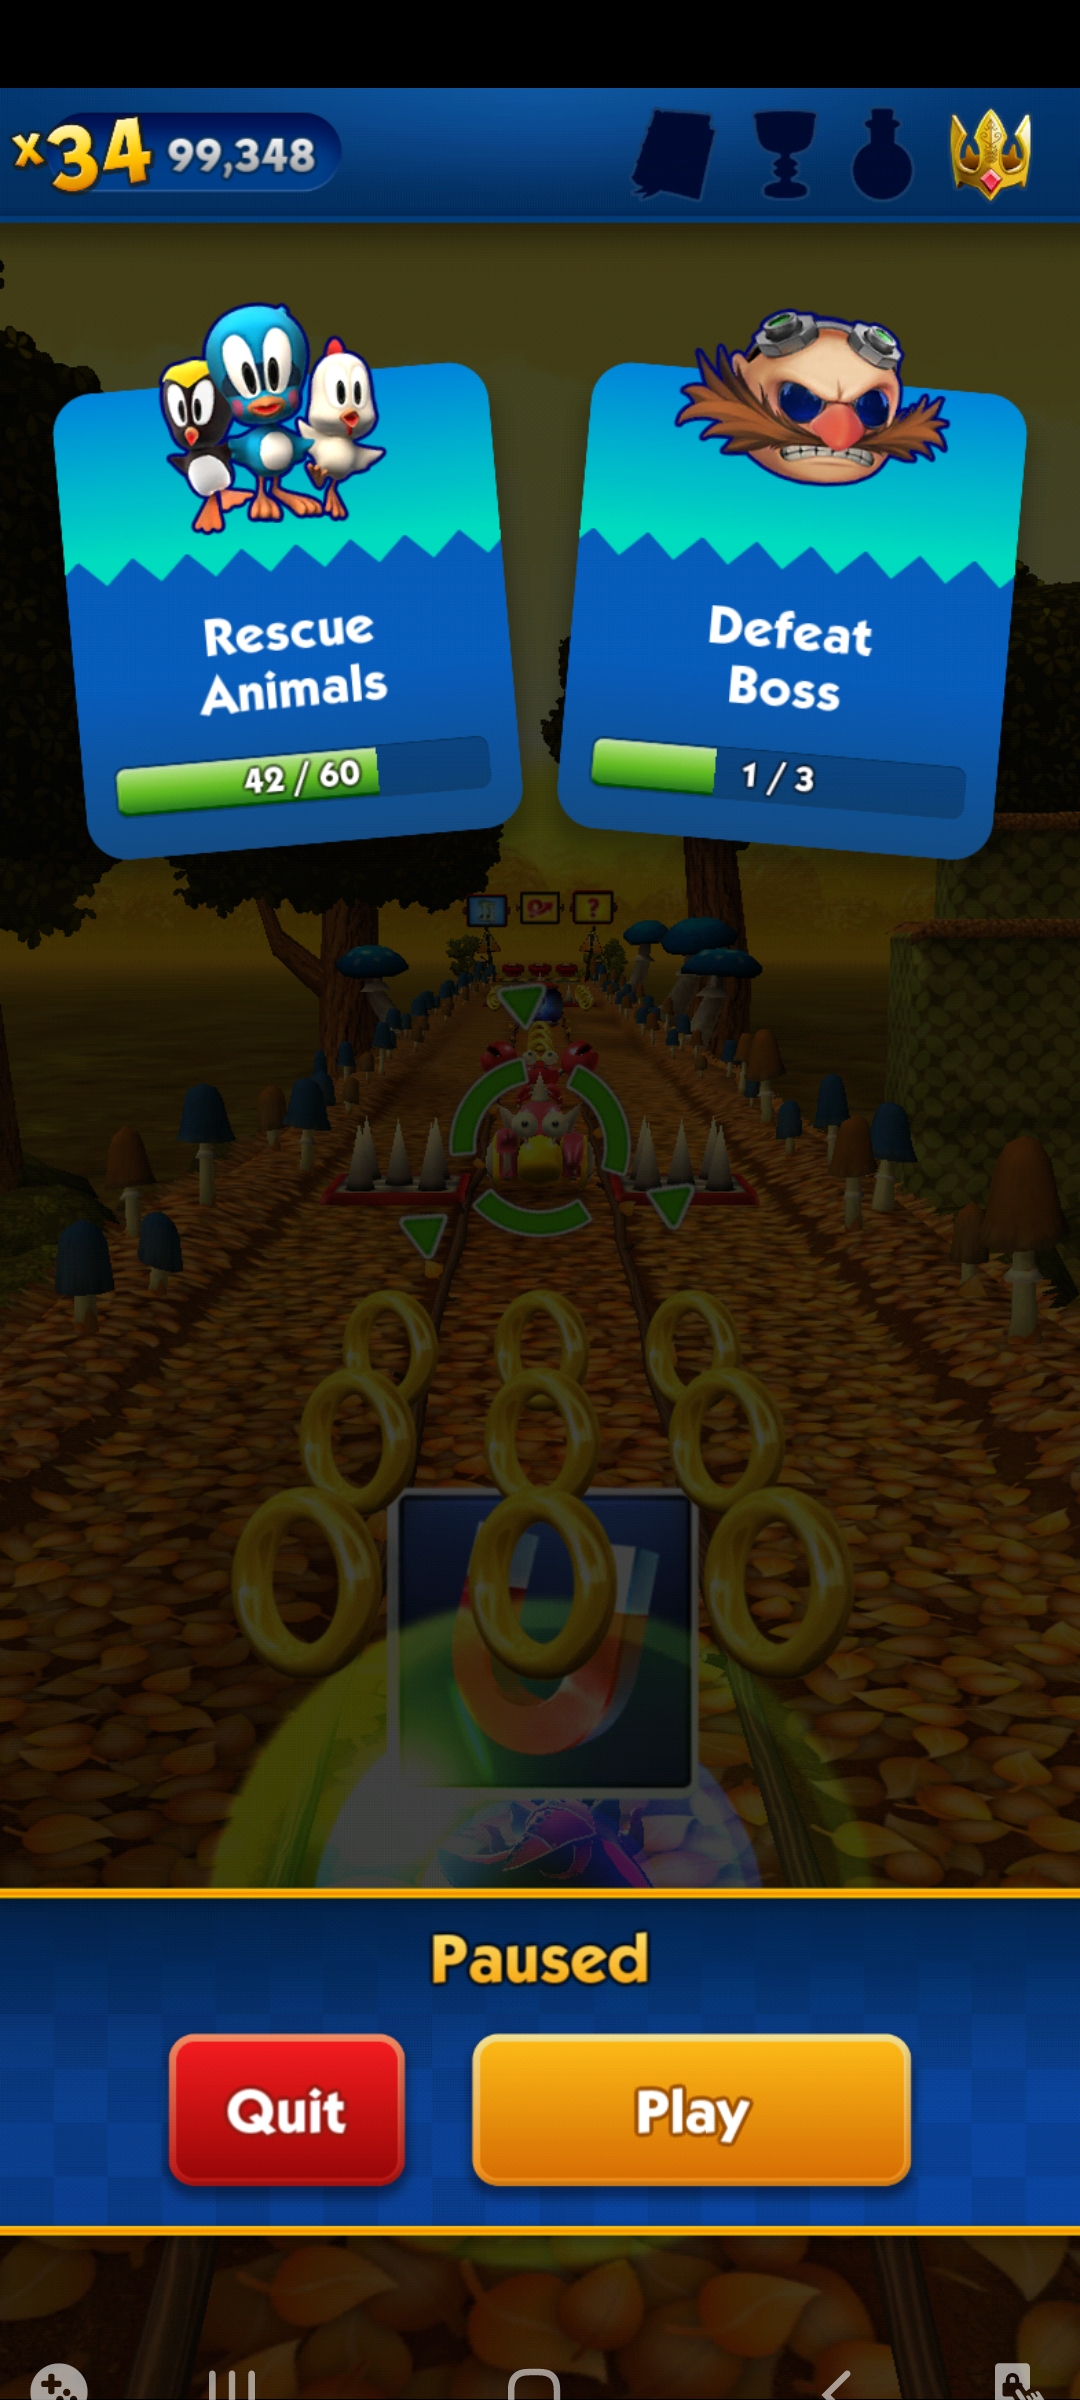 x34 99,348
Rescue
Animals
42 / 60
Defeat
Boss
1 / 3
?
Paused
Quit
Play